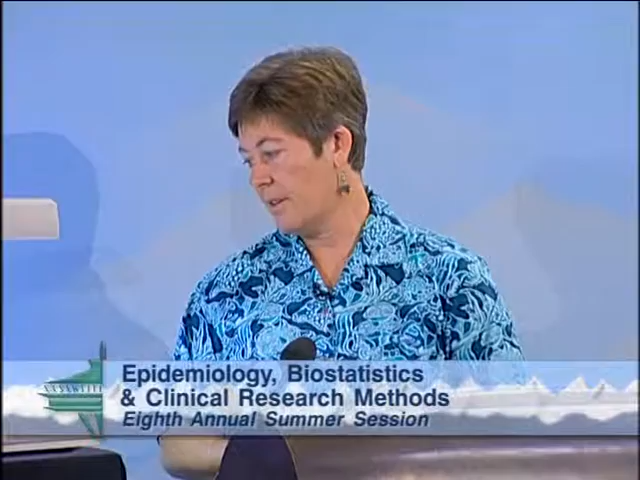 Epidemiology, Biostatistics
& Clinical Research Methods
Eighth Annual Summer Session